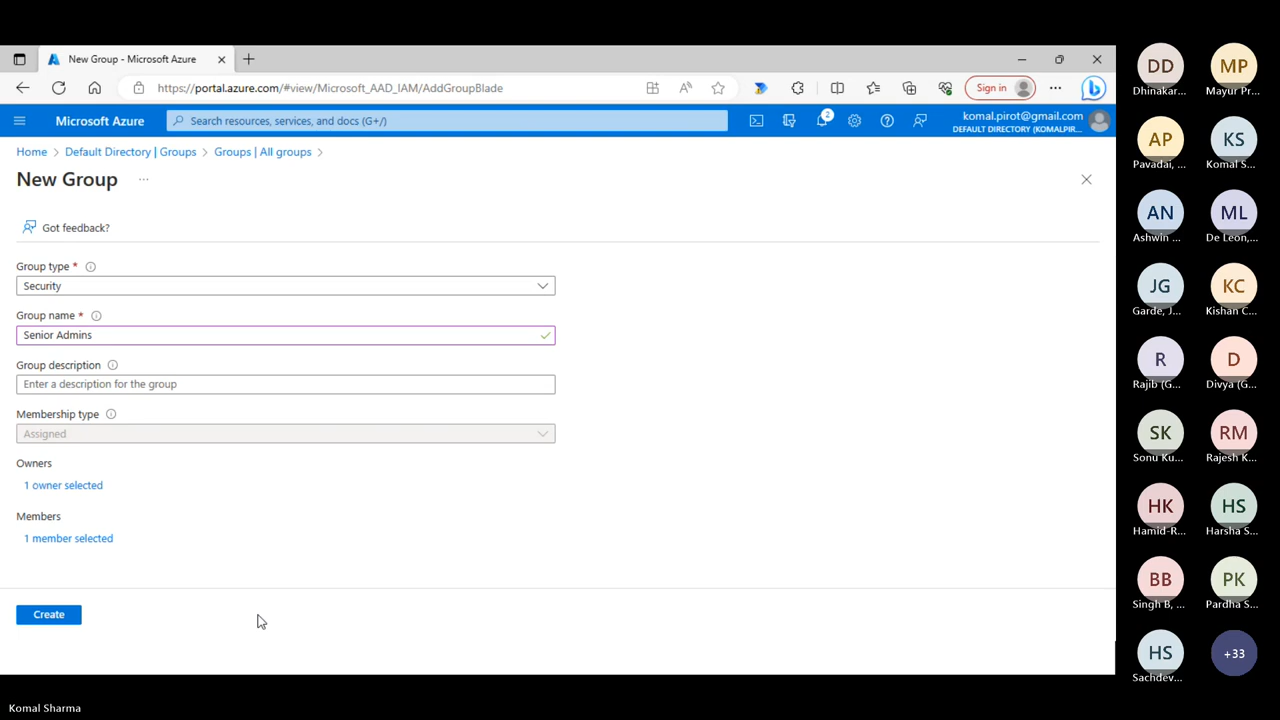 New Group - Microsoft Azure
https://portal.azure.com/#view/Microsoft_AAD_IAM/AddGroupBlade
Sign in
Microsoft Azure
Search resources, services, and docs (G+/)
2
komal.pirot@gmail.com
DEFAULT DIRECTORY (KOMALPIR...
Home > Default Directory | Groups > Groups | All groups >
New Group ...
Got feedback?
Group type *
Security
Group name *
Senior Admins
Group description
Enter a description for the group
Membership type
Assigned
Owners
1 owner selected
Members
1 member selected
Create
DD
Dhinakar...
MP
Mayur Pr...
AP
Pavadai, ...
KS
Komal S...
AN
Ashwin ...
ML
De Leon,...
JG
Garde, J...
KC
Kishan C...
R
Rajib (G...
D
Divya (G...
SK
Sonu Ku...
RM
Rajesh K...
HK
Hamid-R...
HS
Harsha S...
BB
Singh B, ...
PK
Pardha S...
HS
Sachdev...
+33
Komal Sharma